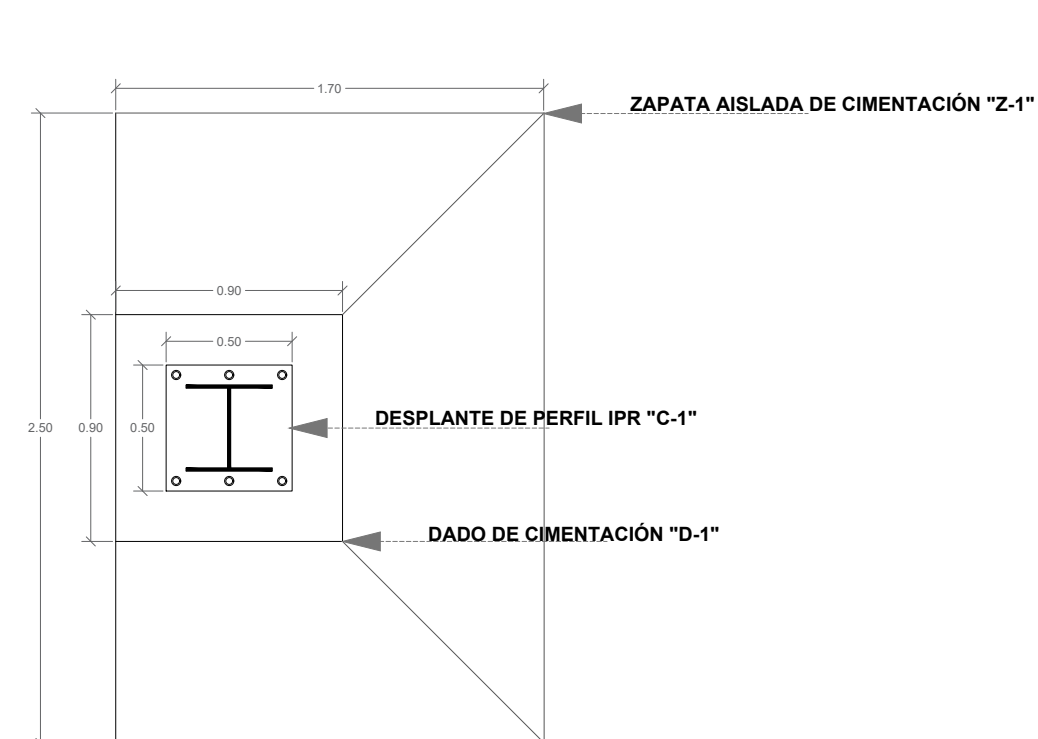 1.70
ZAPATA AISLADA DE CIMENTACIÓN "Z-1"
0.90
0.50
2.50
0.90
0.50
DESPLANTE DE PERFIL IPR "C-1"
DADO DE CIMENTACIÓN "D-1"